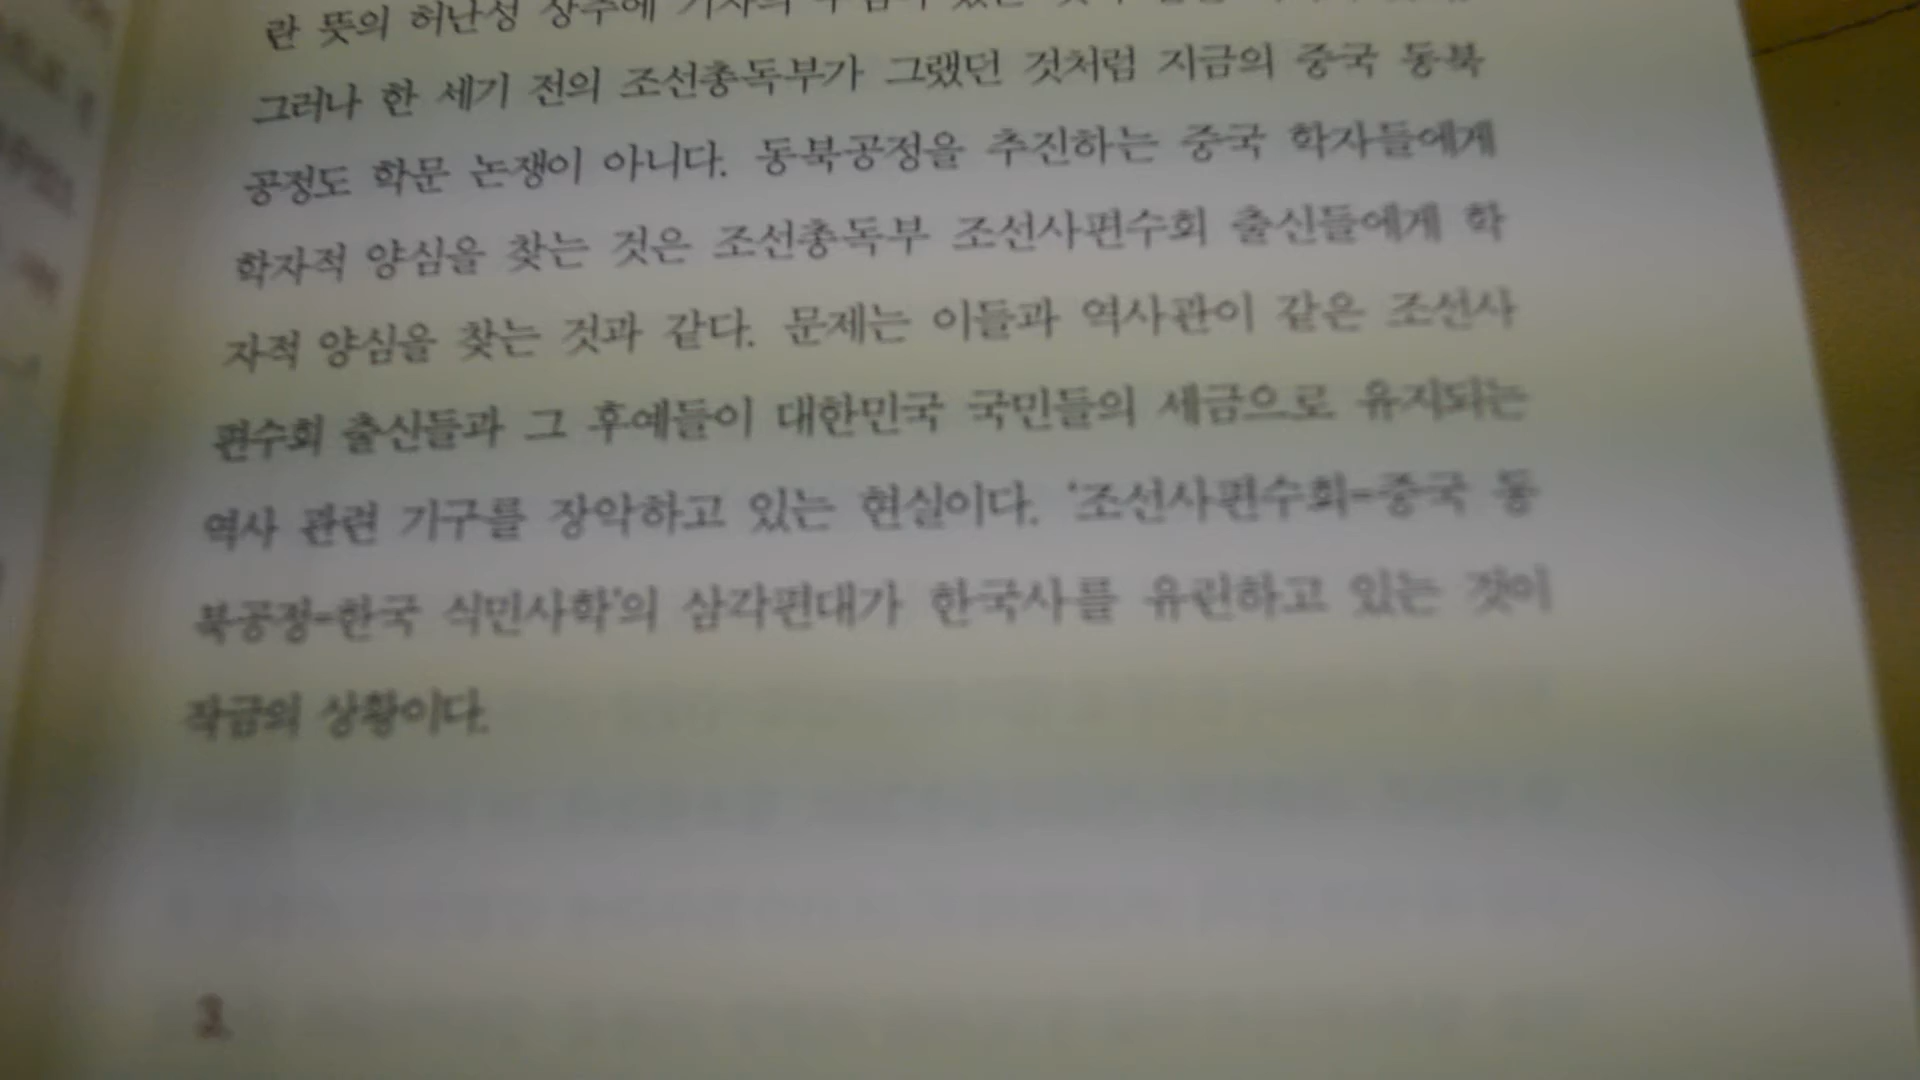 란 뜻의 허난성 상추에
그러나 한 세기 전의 조선총독부가 그랬던 것처럼 지금의 중국 동북
공정도 학문 논쟁이 아니다. 동북공정을 추진하는 중국 학자들에게
학자적 양심을 찾는 것은 조선총독부 조선사편수회 출신들에게 학
자적 양심을 찾는 것과 같다. 문제는 이들과 역사관이 같은 조선사
편수회 출신들과 그 후예들이 대한민국 국민들의 세금으로 유지되는
역사 관련 기구를 장악하고 있는 현실이다. ‘조선사편수회-중국 동
북공정-한국 식민사학’의 삼각편대가 한국사를 유린하고 있는 것이
작금의 상황이다.